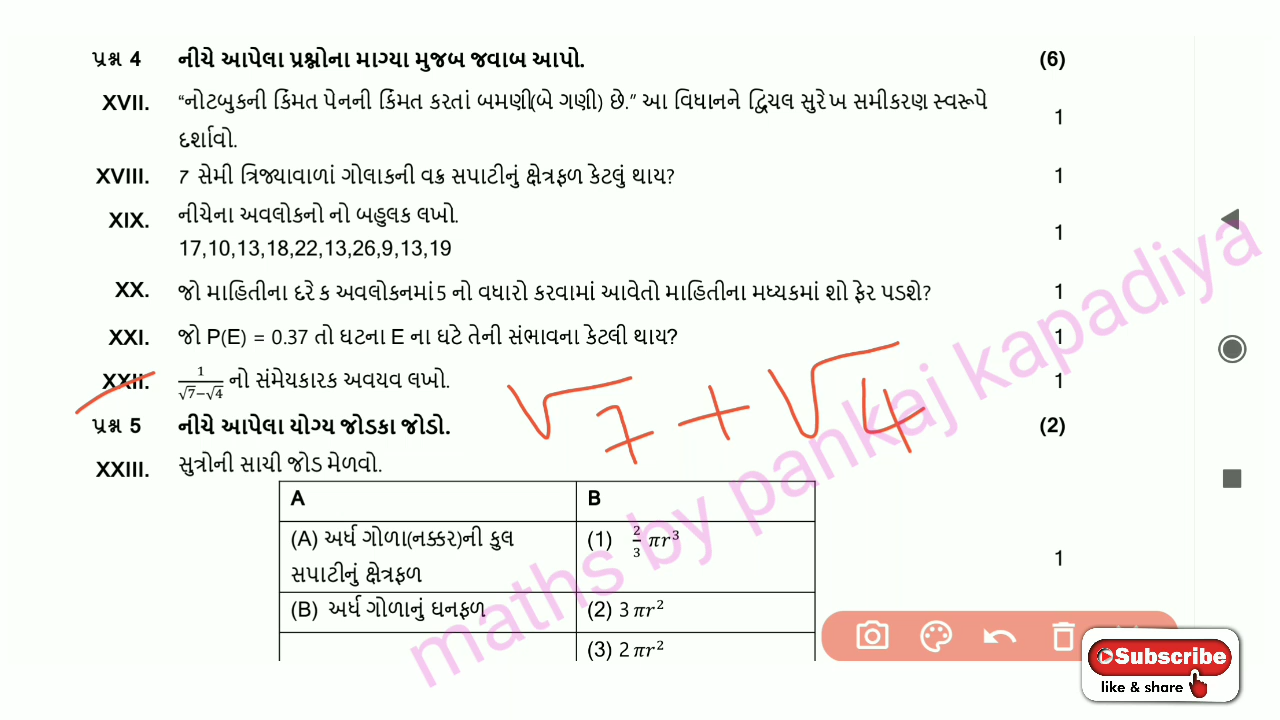 પ્રશ્ન 4 નીચે આપેલા પ્રશ્નોના માગ્યા મુજબ જવાબ આપો. (6)
XVII. “નોટબુકની કિંમત પેનની કિંમત કરતાં બમણી(બે ગણી) છે.” આ વિધાનને દ્વિચલ સુરેખ સમીકરણ સ્વરૂપે 1
દર્શાવો.
XVIII. 7 સેમી ત્રિજ્યાવાળાં ગોલાકની વક્ર સપાટીનું ક્ષેત્રફળ કેટલું થાય? 1
XIX. નીચેના અવલોકનો નો બહુલક લખો. 1
17,10,13,18,22,13,26,9,13,19
XX. જો માહિતીના દરે ક અવલોકનમાં 5 નો વધારો કરવામાં આવેતો માહિતીના મધ્યકમાં શો ફેર પડશે? 1
XXI. જો P(E) = 0.37 તો ઘટના E ના ઘટે તેની સંભાવના કેટલી થાય? 1
XXII. 1/(√7−√4) નો સંમેયકારક અવયવ લખો. 1
√7 + √4
પ્રશ્ન 5 નીચે આપેલા યોગ્ય જોડકા જોડો. (2)
XXIII. સુત્રોની સાચી જોડ મેળવો.
A B
(A) અર્ધ ગોળા(નક્કર)ની કુલ (1) 2/3 πr³
સપાટીનું ક્ષેત્રફળ 1
(B) અર્ધ ગોળાનું ઘનફળ (2) 3πr²
(3) 2πr²
maths by pankaj kapadiya
Subscribe
like & share